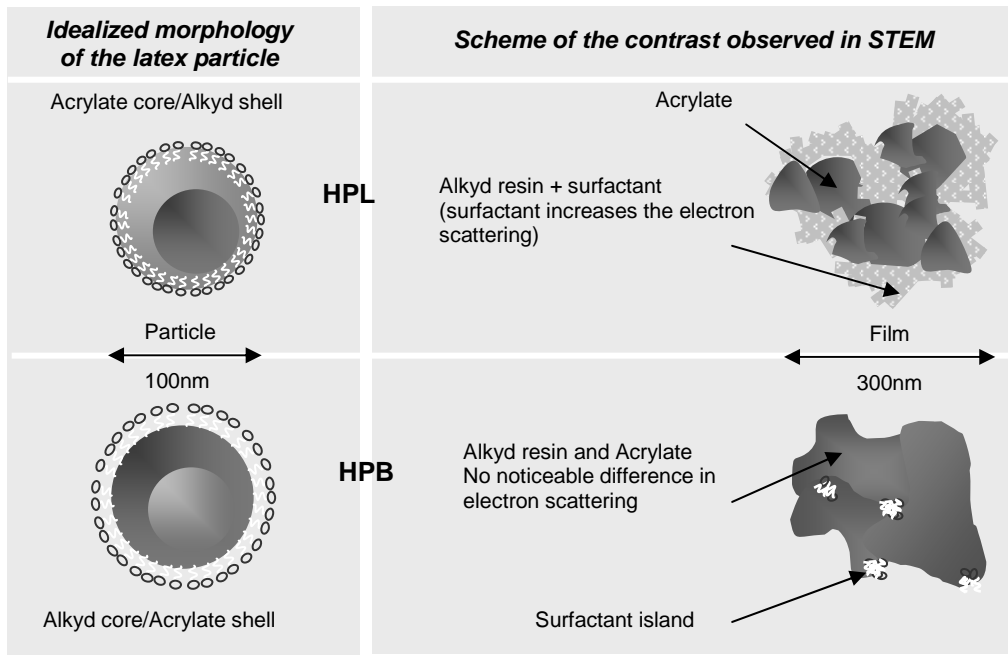 Idealized morphology
of the latex particle
Scheme of the contrast observed in STEM
Acrylate core/Alkyd shell
HPL
Acrylate
Alkyd resin + surfactant
(surfactant increases the electron
scattering)
Particle
100nm
Film
300nm
HPB
Alkyd resin and Acrylate
No noticeable difference in
electron scattering
Surfactant island
Alkyd core/Acrylate shell